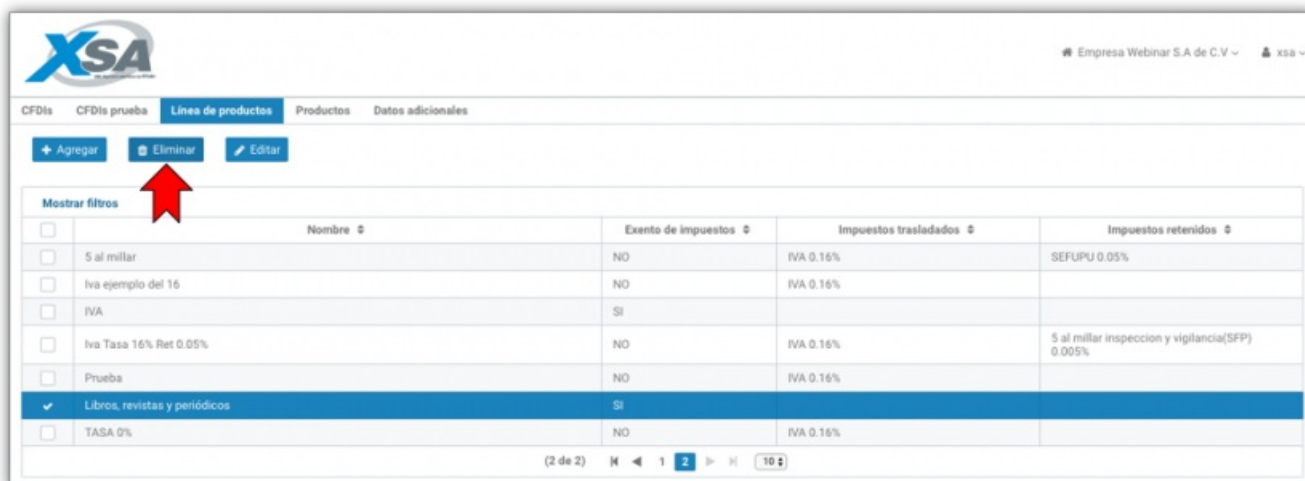 XSA
Empresa Webinar S.A de C.V xsa
CFDIs CFDIs prueba Línea de productos Productos Datos adicionales
Agregar Eliminar Editar
Mostrar filtros
Nombre Exento de impuestos Impuestos trasladados Impuestos retenidos
5 al millar NO IVA 0.16% SEFUPU 0.05%
Iva ejemplo del 16 NO IVA 0.16%
IVA SI
Iva Tasa 16% Ret 0.05% NO IVA 0.16% 5 al millar inspeccion y vigilancia(SFP)
0.005%
Prueba NO IVA 0.16%
Libros, revistas y periódicos SI
TASA 0% NO IVA 0.16%
(2 de 2) 1 2 10